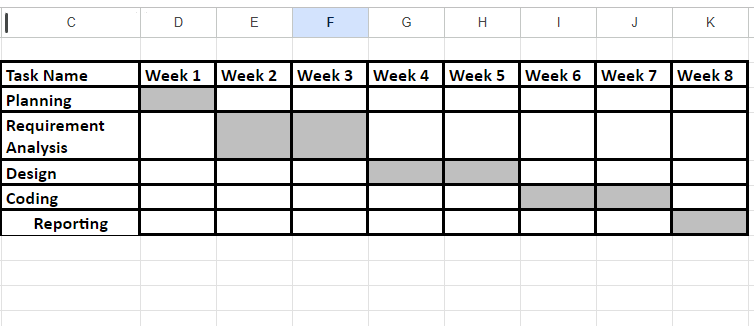 C D E F G H I J K
Task Name Week 1 Week 2 Week 3 Week 4 Week 5 Week 6 Week 7 Week 8
Planning
Requirement
Analysis
Design
Coding
Reporting